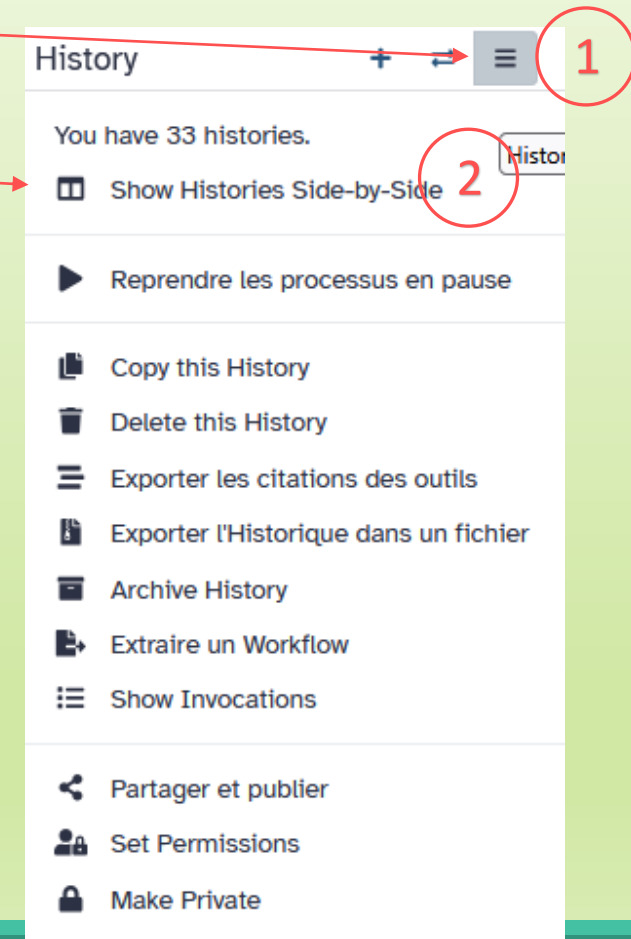 History
1
You have 33 histories.
Histor
Show Histories Side-by-Side
2
Reprendre les processus en pause
Copy this History
Delete this History
Exporter les citations des outils
Exporter l'Historique dans un fichier
Archive History
Extraire un Workflow
Show Invocations
Partager et publier
Set Permissions
Make Private